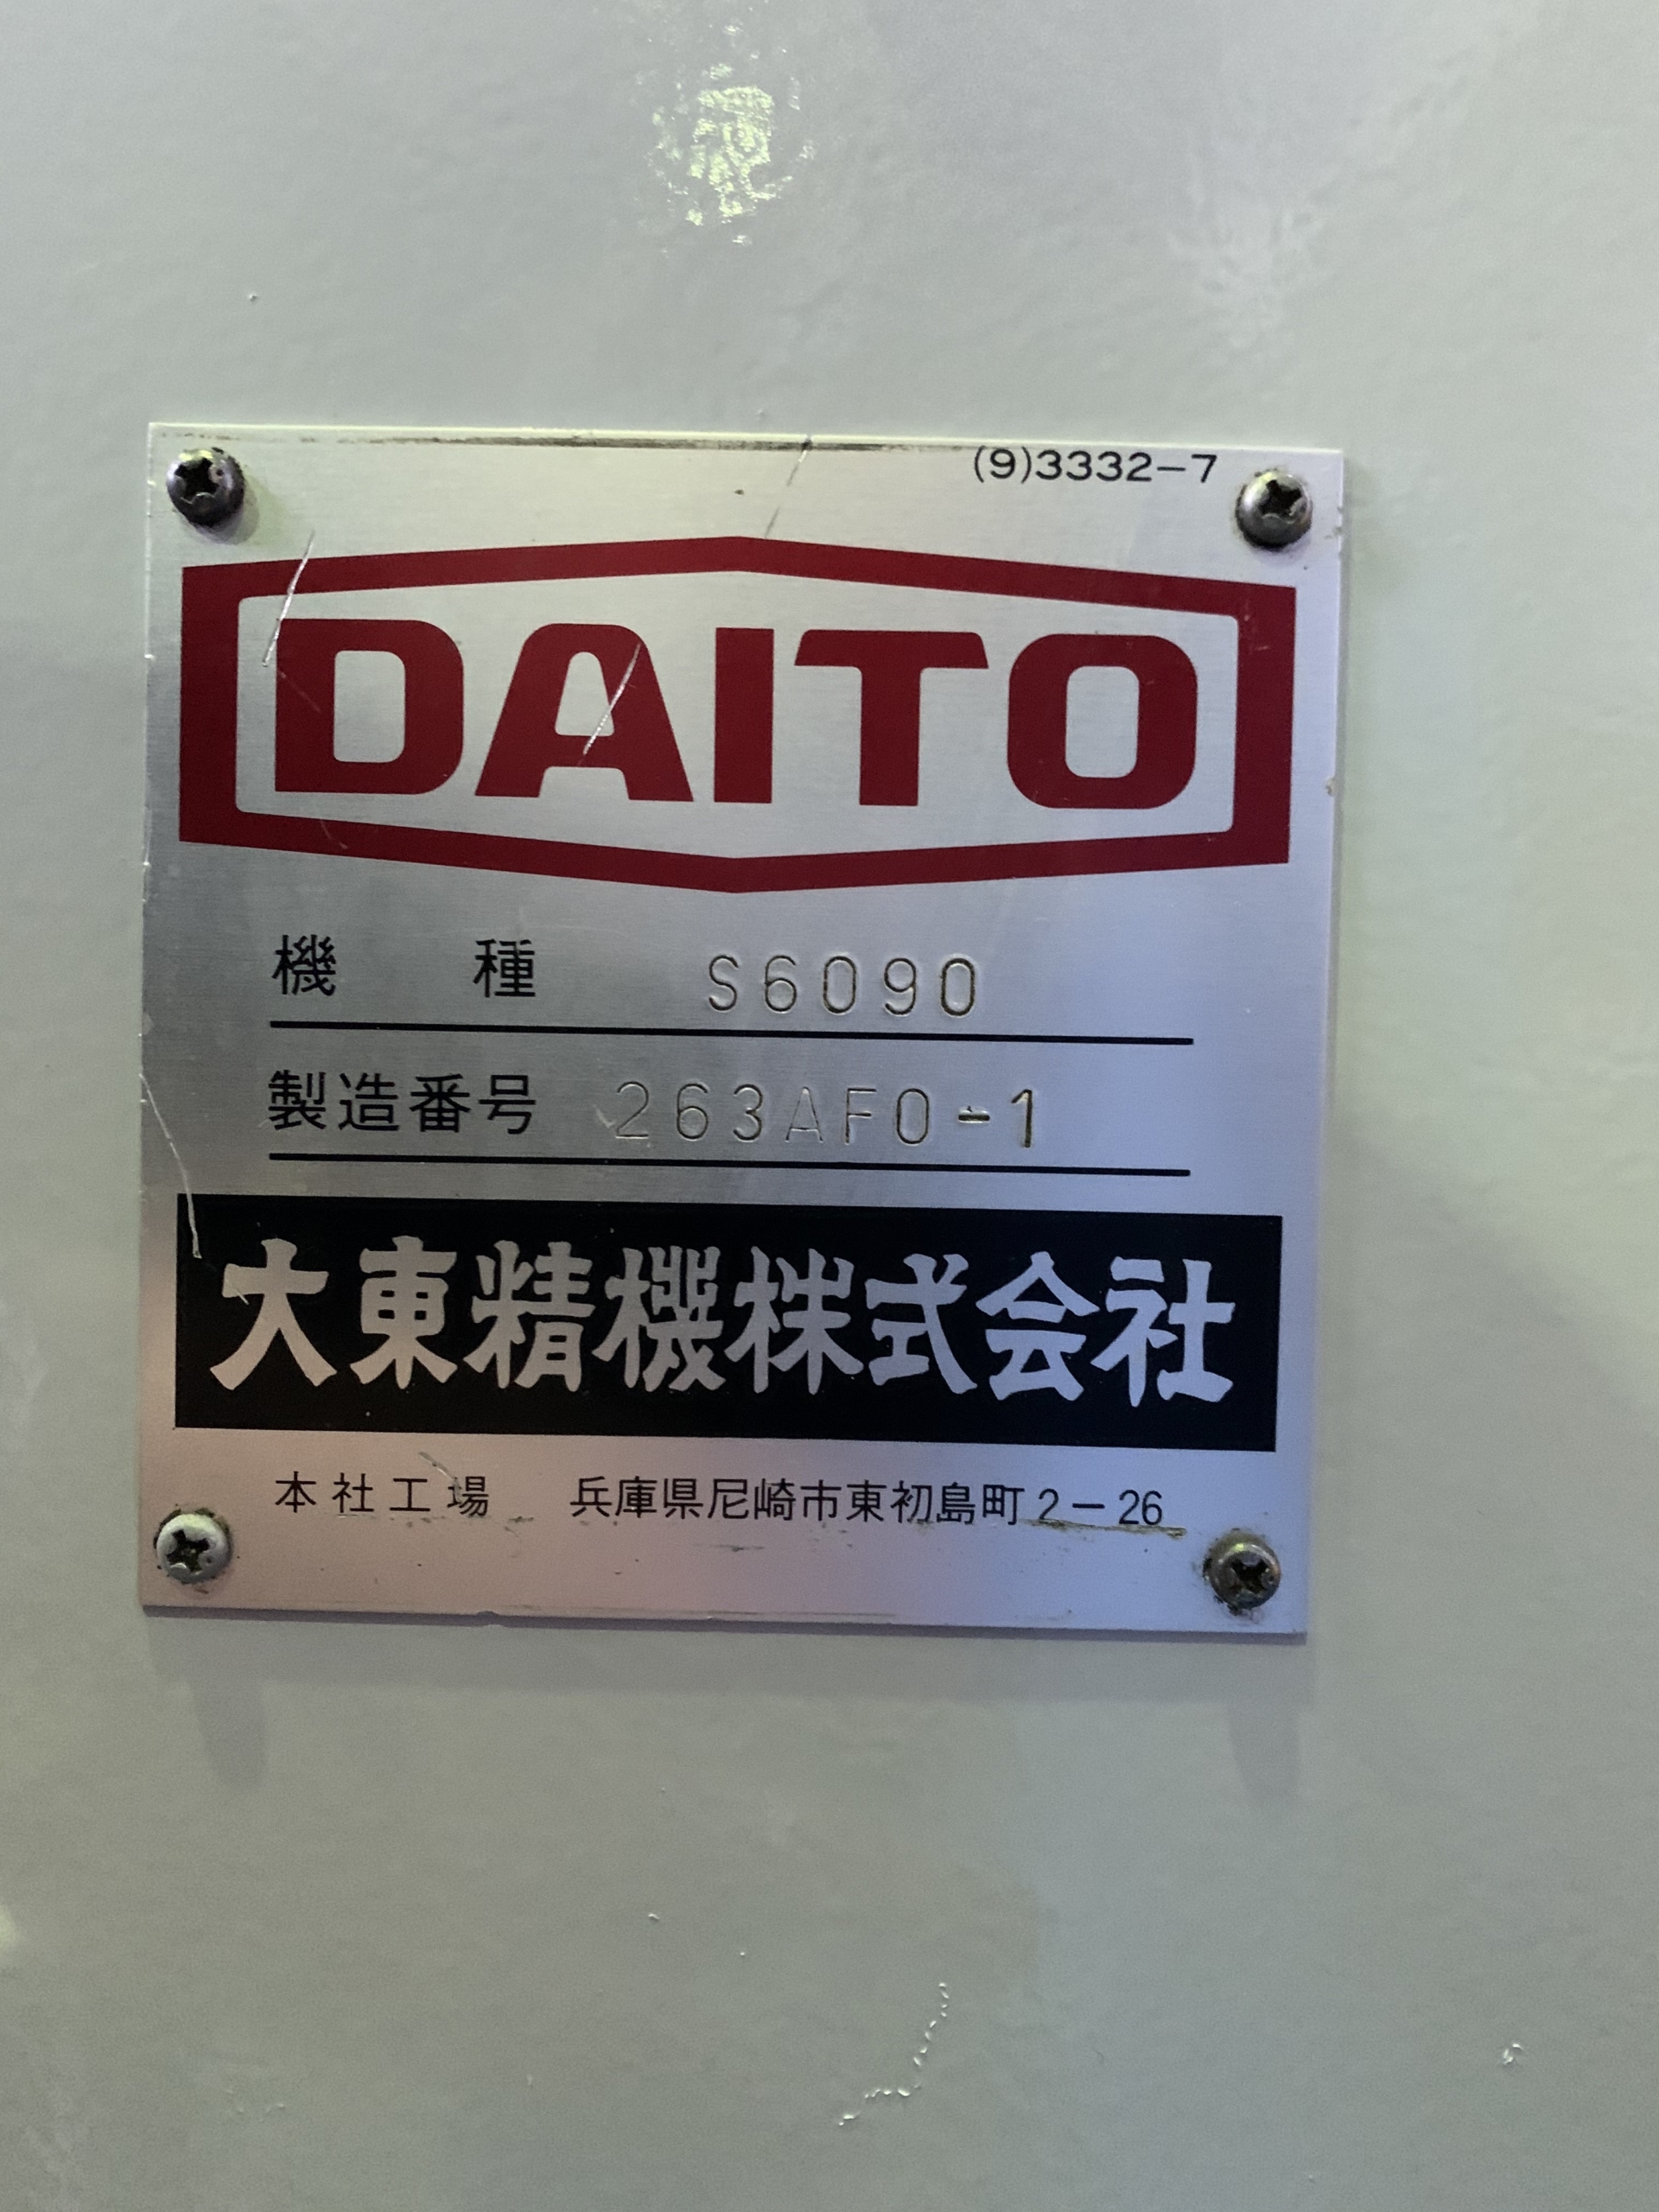 (9)3332-7
DAITO
機種 S6090
製造番号 263AF0-1
大東精機株式会社
本社工場 兵庫県尼崎市東初島町2-26